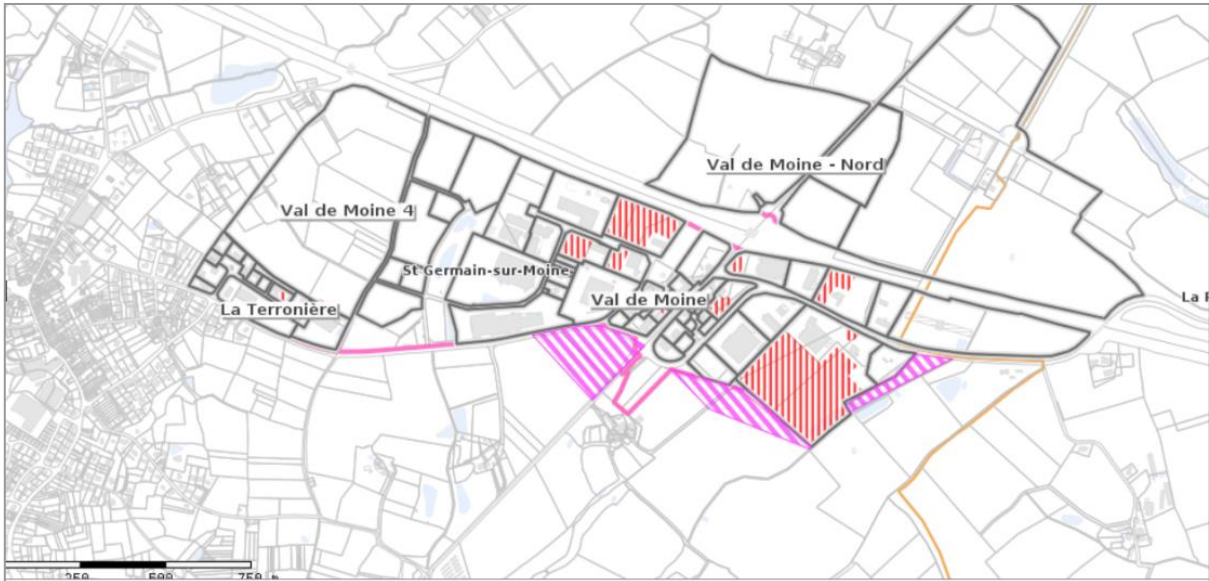 Val de Moine - Nord
Val de Moine 4
St-Germain-sur-Moine
Val de Moine
La Terronière
La
250 500 750 m